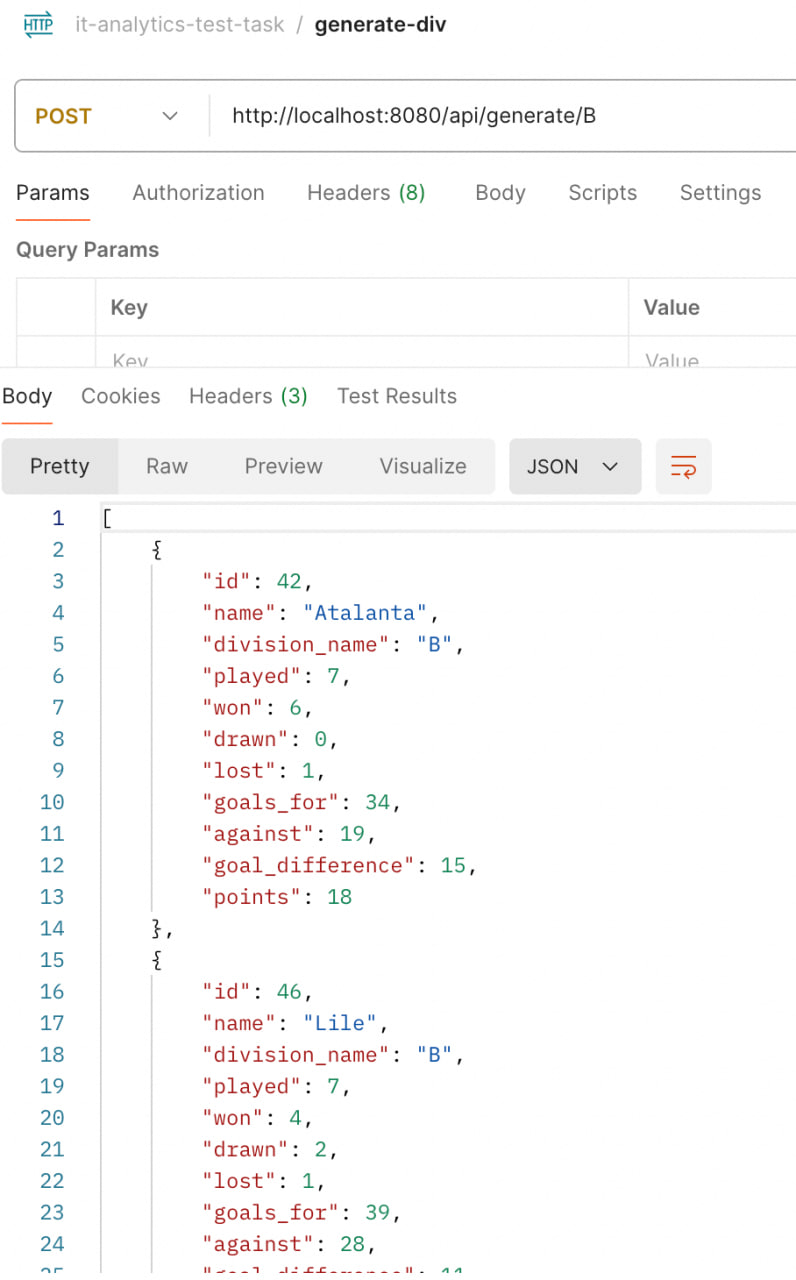 HTTP it-analytics-test-task / generate-div
POST http://localhost:8080/api/generate/B
Params Authorization Headers (8) Body Scripts Settings
Query Params
Key Value
Key Value
Body Cookies Headers (3) Test Results
Pretty Raw Preview Visualize JSON
1 [
2 {
3 "id": 42,
4 "name": "Atalanta",
5 "division_name": "B",
6 "played": 7,
7 "won": 6,
8 "drawn": 0,
9 "lost": 1,
10 "goals_for": 34,
11 "against": 19,
12 "goal_difference": 15,
13 "points": 18
14 },
15 {
16 "id": 46,
17 "name": "Lile",
18 "division_name": "B",
19 "played": 7,
20 "won": 4,
21 "drawn": 2,
22 "lost": 1,
23 "goals_for": 39,
24 "against": 28,
25 "goal_difference": 11